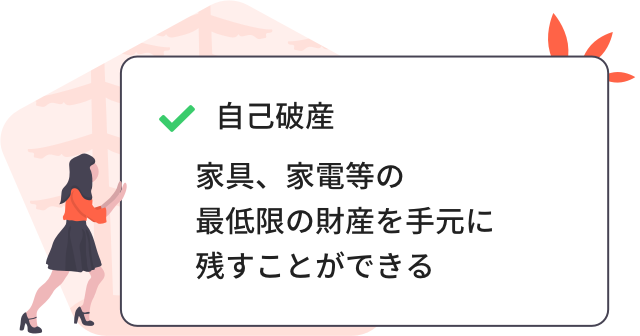 自己破産
家具、家電等の
最低限の財産を手元に
残すことができる